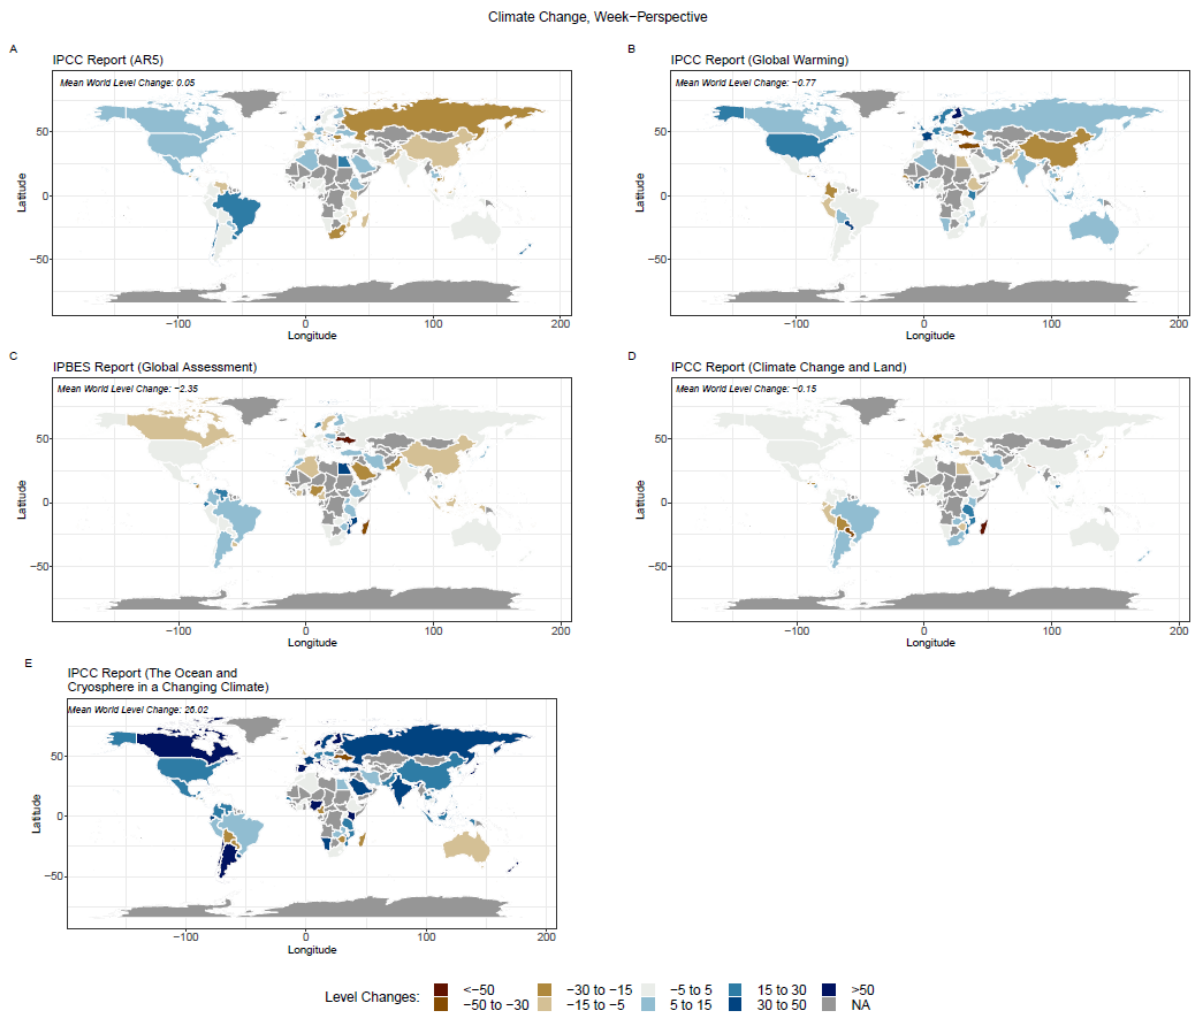 Climate Change, Week−Perspective
A
IPCC Report (AR5)
Mean World Level Change: 0.05
50
0
−50
Latitude
−100
0
100
200
Longitude
B
IPCC Report (Global Warming)
Mean World Level Change: −0.77
50
0
−50
Latitude
−100
0
100
200
Longitude
C
IPBES Report (Global Assessment)
Mean World Level Change: −2.35
50
0
−50
Latitude
−100
0
100
200
Longitude
D
IPCC Report (Climate Change and Land)
Mean World Level Change: −0.15
50
0
−50
Latitude
−100
0
100
200
Longitude
E
IPCC Report (The Ocean and
Cryosphere in a Changing Climate)
Mean World Level Change: 26.02
50
0
−50
Latitude
−100
0
100
200
Longitude
Level Changes:
<−50
−50 to −30
−30 to −15
−15 to −5
−5 to 5
5 to 15
15 to 30
30 to 50
>50
NA